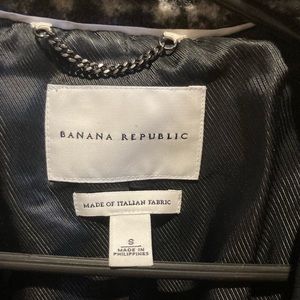 BANANA REPUBLIC
MADE OF ITALIAN FABRIC
S
MADE IN
PHILIPPINES